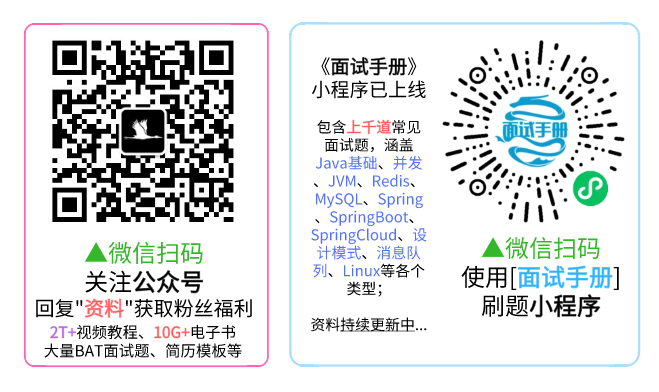 ▲微信扫码
关注公众号
回复"资料"获取粉丝福利
2T+视频教程、10G+电子书
大量BAT面试题、简历模板等
《面试手册》
小程序已上线
包含上千道常见
面试题，涵盖
Java基础、并发
、JVM、Redis、
MySQL、Spring
、SpringBoot、
SpringCloud、设
计模式、消息队
列、Linux等各个
类型；
资料持续更新中...
面试手册
▲微信扫码
使用[面试手册]
刷题小程序